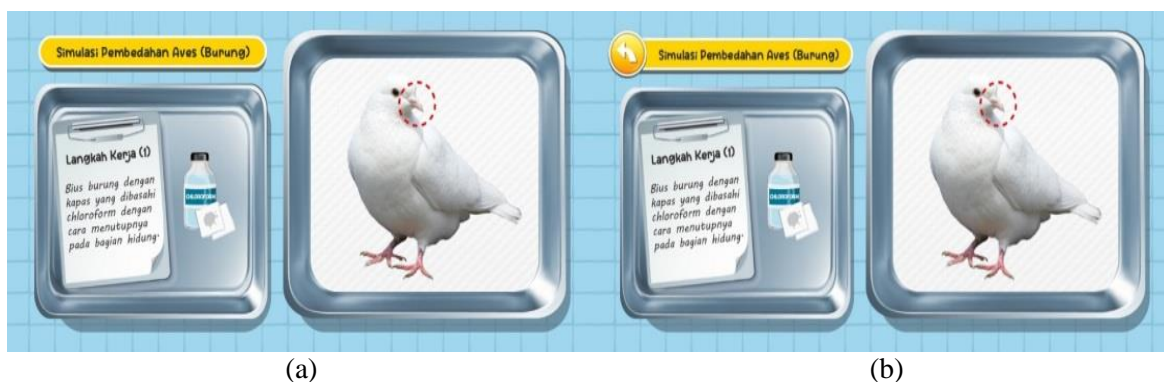 Simulasi Pembedahan Aves (Burung)
Langkah Kerja (1)
Bius burung dengan
kapas yang dibasahi
chloroform dengan
cara menutupnya
pada bagian hidung.
CHLOROFORM
(a)
Simulasi Pembedahan Aves (Burung)
Langkah Kerja (1)
Bius burung dengan
kapas yang dibasahi
chloroform dengan
cara menutupnya
pada bagian hidung.
CHLOROFORM
(b)